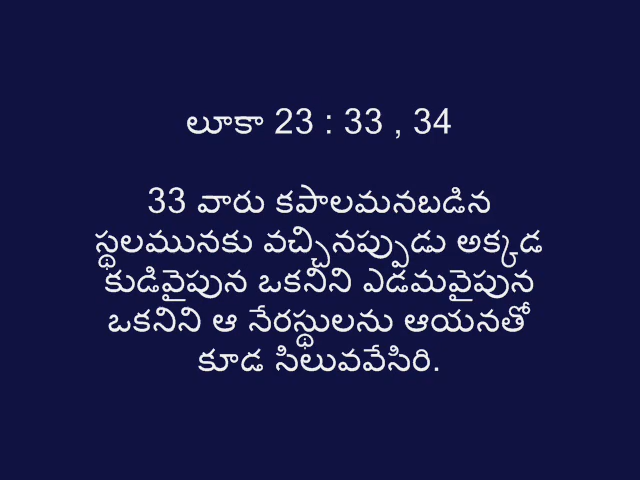 లూకా 23 : 33 , 34
33 వారు కపాలమనబడిన
స్థలమునకు వచ్చినప్పుడు అక్కడ
కుడివైపున ఒకనిని ఎడమవైపున
ఒకనిని ఆ నేరస్థులను ఆయనతో
కూడ సిలువవేసిరి.